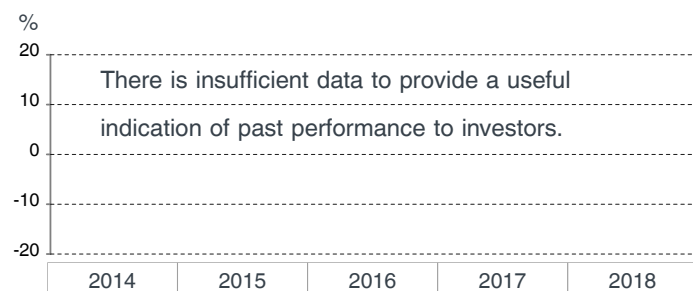 %
20
There is insufficient data to provide a useful
10
indication of past performance to investors.
0
-10
-20
2014 2015 2016 2017 2018